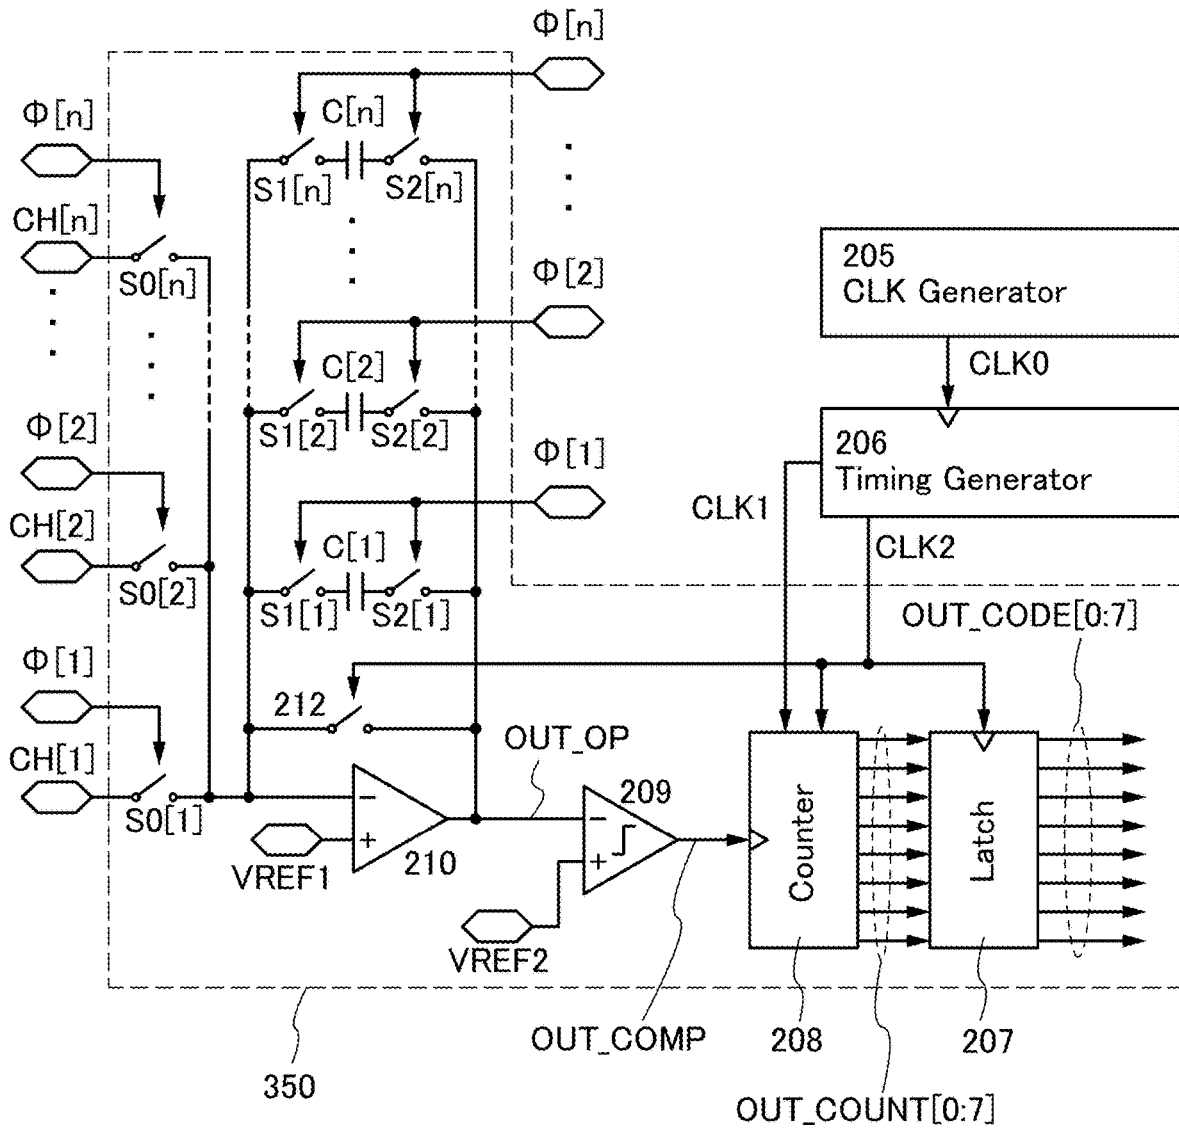 Φ[n]
Φ[n]
C[n]
S1[n]
S2[n]
CH[n]
S0[n]
205
CLK Generator
Φ[2]
CLK0
C[2]
S1[2]
S2[2]
Φ[2]
206
Timing Generator
Φ[1]
CLK1
CH[2]
S0[2]
C[1]
S1[1]
S2[1]
CLK2
OUT_CODE[0:7]
Φ[1]
212
CH[1]
S0[1]
OUT_OP
−
+
210
VREF1
209
−
+
VREF2
Counter
Latch
OUT_COMP
208
207
350
OUT_COUNT[0:7]